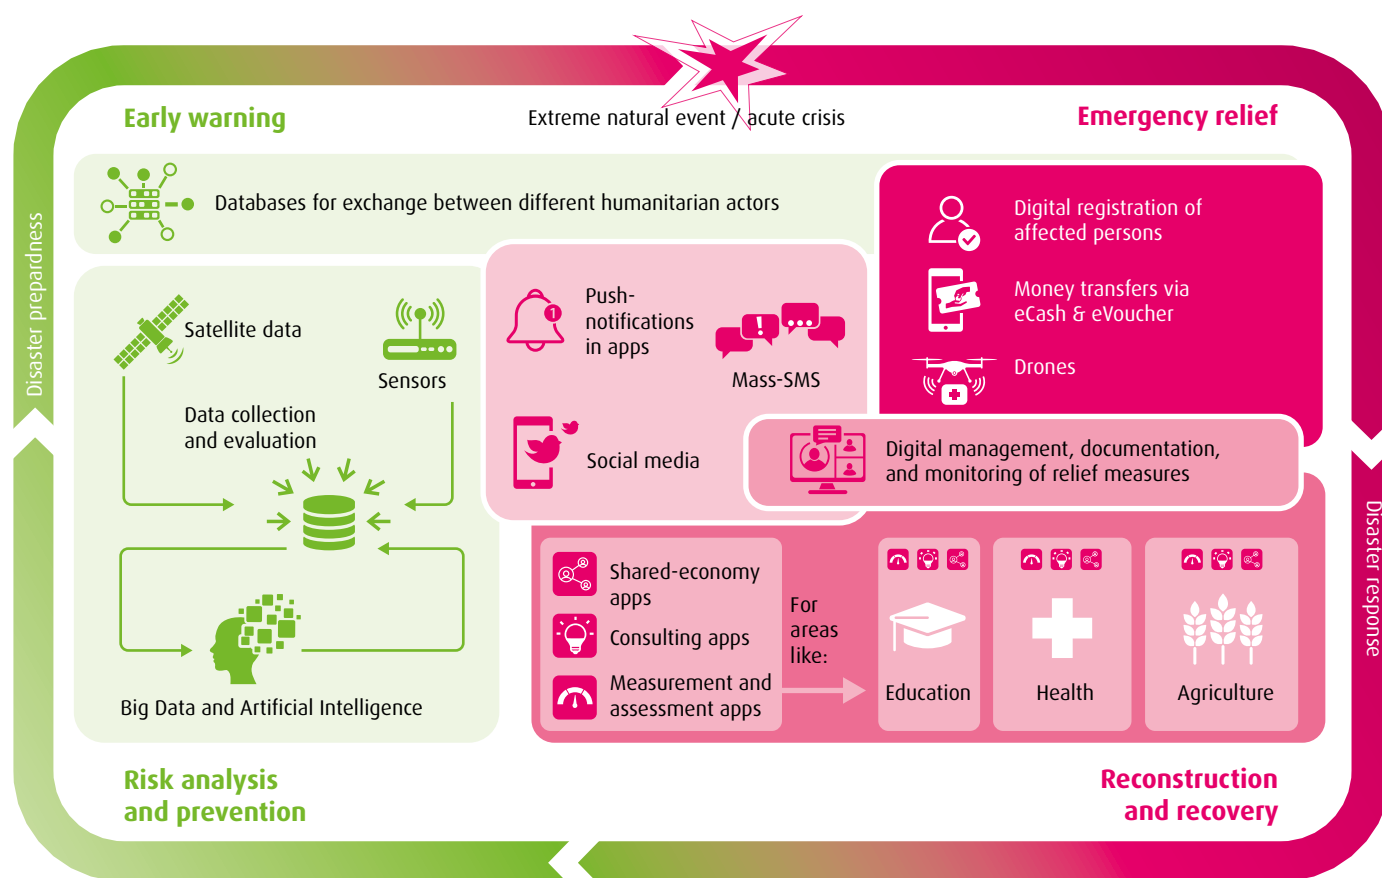 Early warning
Extreme natural event / acute crisis
Emergency relief
Disaster prepardness
Databases for exchange between different humanitarian actors
Digital registration of
affected persons
Money transfers via
eCash & eVoucher
Drones
Satellite data
Sensors
Data collection
and evaluation
Big Data and Artificial Intelligence
1
Push-
notifications
in apps
!
Mass-SMS
Social media
Digital management, documentation,
and monitoring of relief measures
Disaster response
Shared-economy
apps
Consulting apps
Measurement and
assessment apps
For
areas
like:
Education
Health
Agriculture
Risk analysis
and prevention
Reconstruction
and recovery